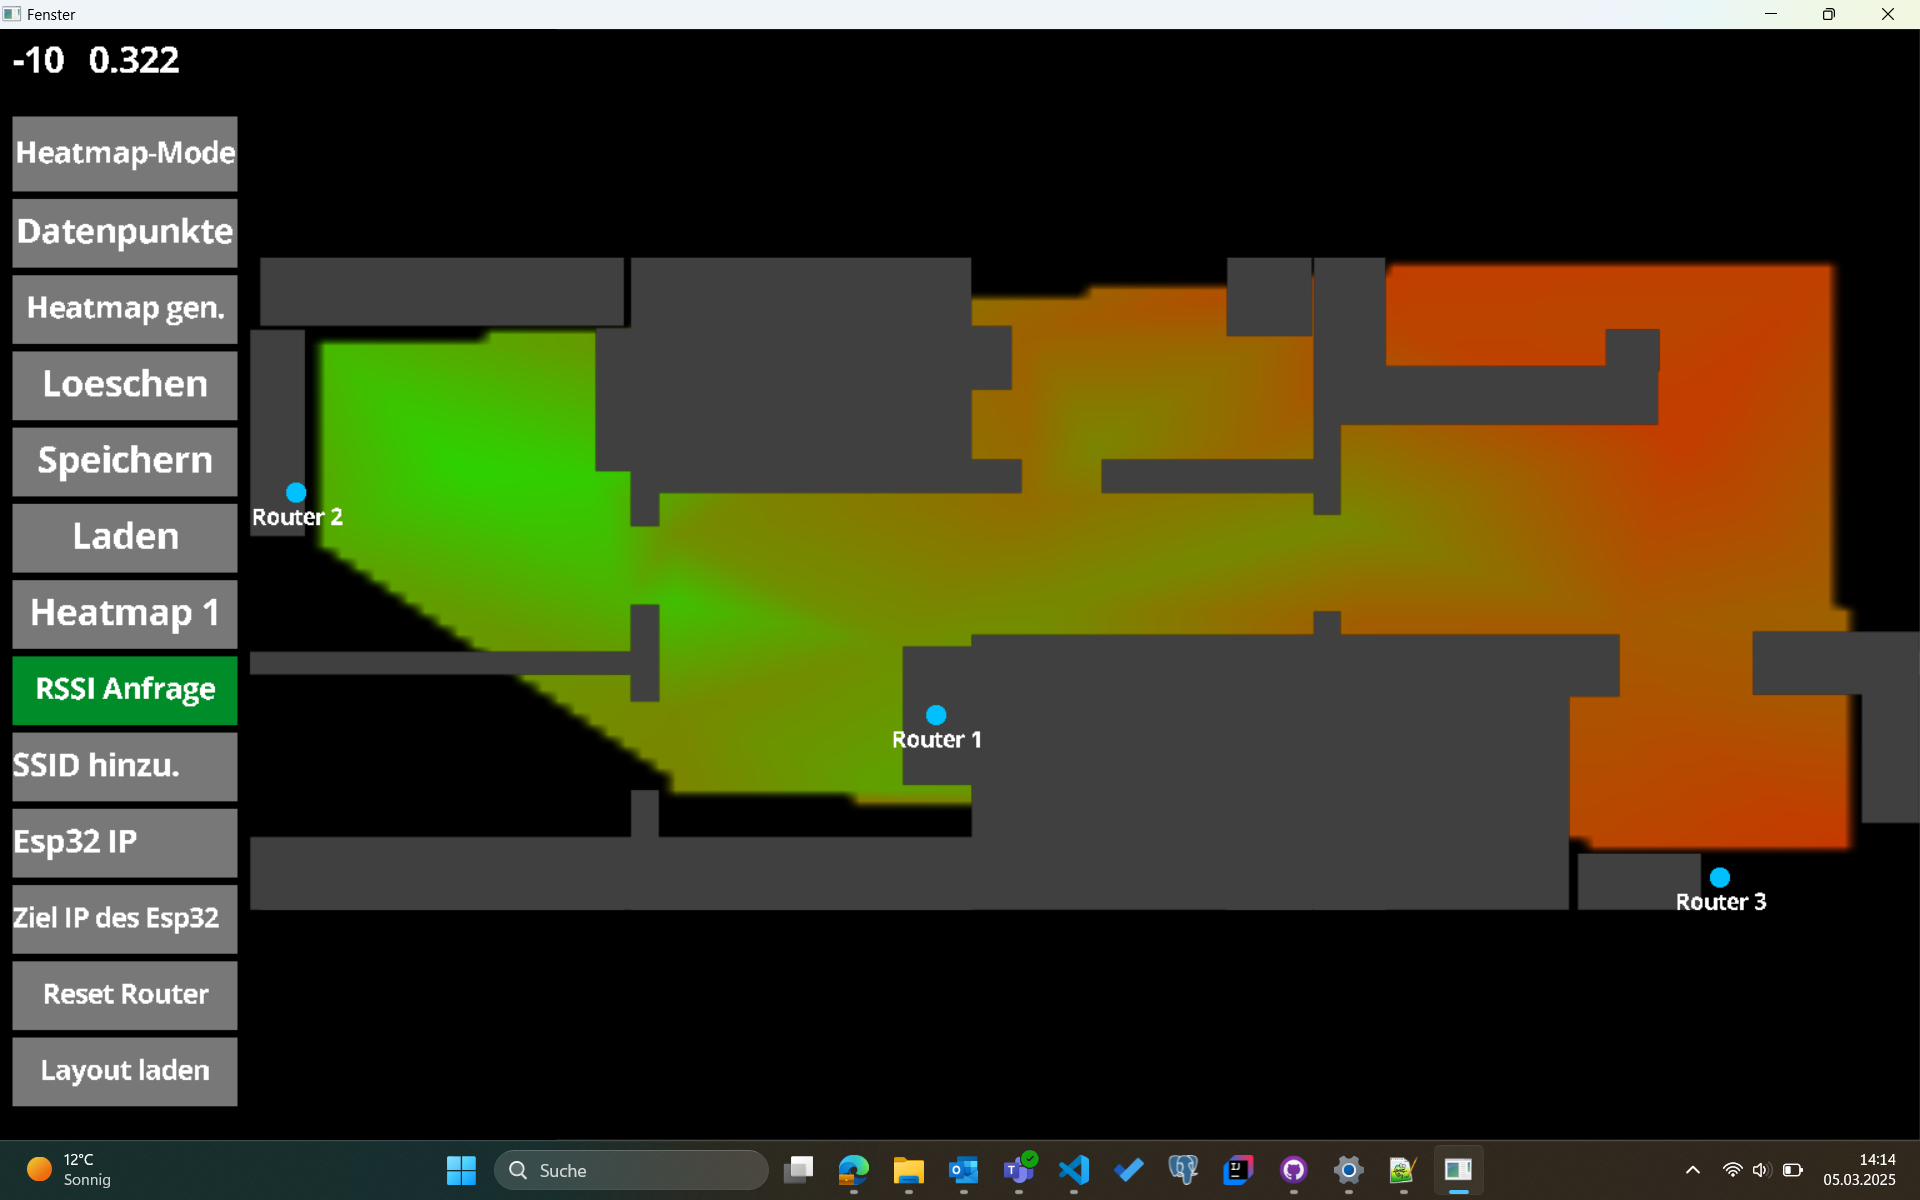 Fenster
-10 0.322
Heatmap-Mode
Datenpunkte
Heatmap gen.
Loeschen
Speichern
Laden
Heatmap 1
RSSI Anfrage
SSID hinzu.
Esp32 IP
Ziel IP des Esp32
Reset Router
Layout laden
Router 2
Router 1
Router 3
12°C
Sonnig
Suche
14:14
05.03.2025